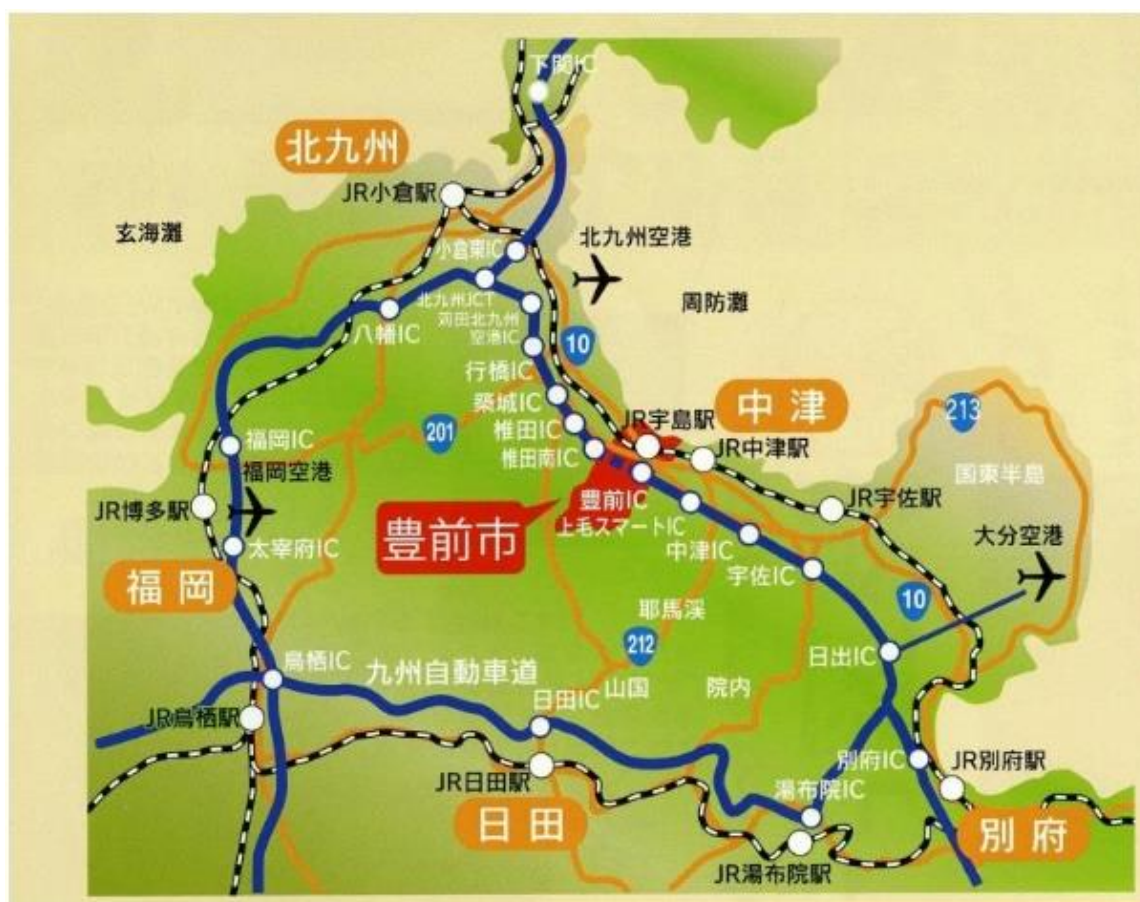 下関IC
北九州
JR小倉駅
玄海灘
小倉東IC
北九州空港
北九州JCT
周防灘
八幡IC
苅田北九州
空港IC
10
行橋IC
築城IC
中津
213
201
椎田IC
JR宇島駅
福岡IC
椎田南IC
JR中津駅
福岡空港
国東半島
JR博多駅
豊前IC
JR宇佐駅
豊前市
上毛スマートIC
太宰府IC
中津IC
大分空港
福岡
宇佐IC
耶馬溪
10
212
日出IC
鳥栖IC
九州自動車道
日田IC
山国
院内
JR鳥栖駅
JR日田駅
別府IC
JR別府駅
湯布院IC
日田
別府
JR湯布院駅